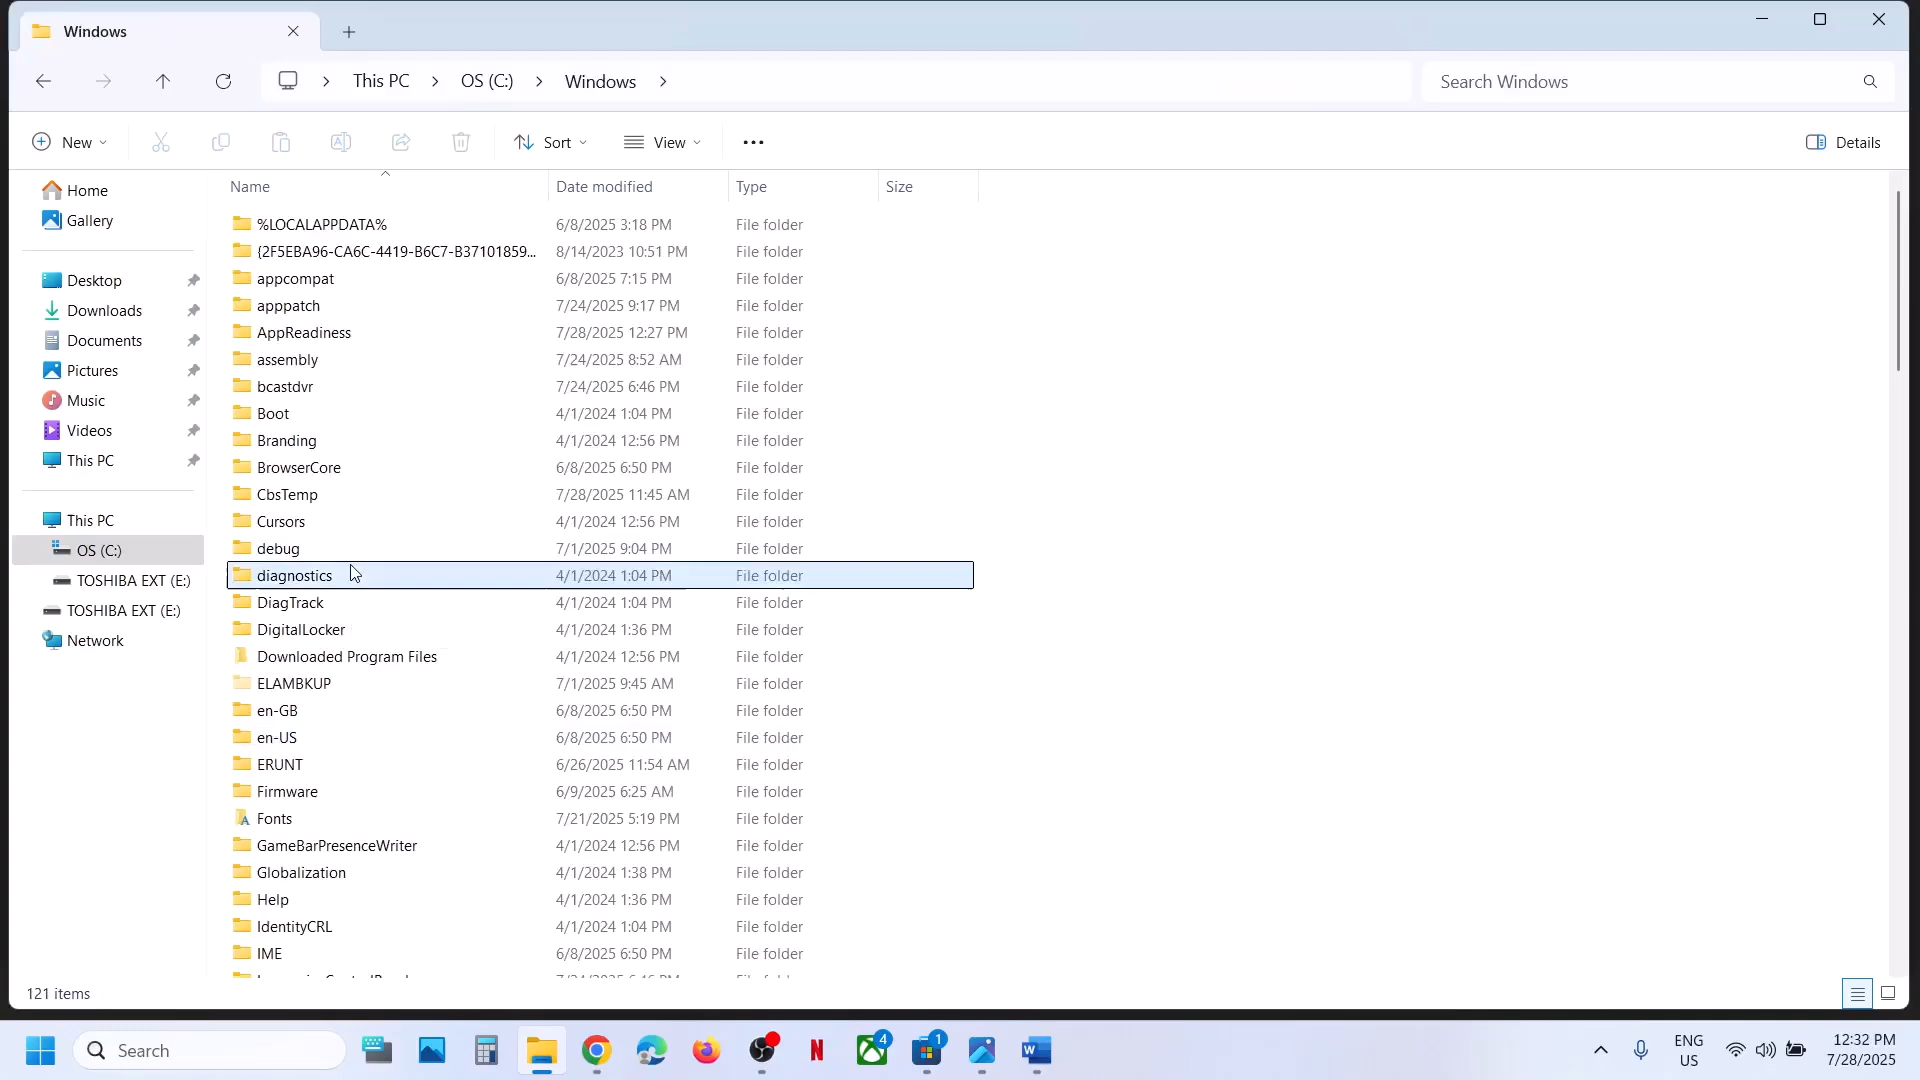 Windows
This PC
OS (C:)
Windows
Search Windows
New
Sort
View
Details
Home
Gallery
Desktop
Downloads
Documents
Pictures
Music
Videos
This PC
This PC
OS (C:)
TOSHIBA EXT (E:)
TOSHIBA EXT (E:)
Network
Name Date modified Type Size
%LOCALAPPDATA% 6/8/2025 3:18 PM File folder
{2F5EBA96-CA6C-4419-B6C7-B37101859... 8/14/2023 10:51 PM File folder
appcompat 6/8/2025 7:15 PM File folder
apppatch 7/24/2025 9:17 PM File folder
AppReadiness 7/28/2025 12:27 PM File folder
assembly 7/24/2025 8:52 AM File folder
bcastdvr 7/24/2025 6:46 PM File folder
Boot 4/1/2024 1:04 PM File folder
Branding 4/1/2024 12:56 PM File folder
BrowserCore 6/8/2025 6:50 PM File folder
CbsTemp 7/28/2025 11:45 AM File folder
Cursors 4/1/2024 12:56 PM File folder
debug 7/1/2025 9:04 PM File folder
diagnostics 4/1/2024 1:04 PM File folder
DiagTrack 4/1/2024 1:04 PM File folder
DigitalLocker 4/1/2024 1:36 PM File folder
Downloaded Program Files 4/1/2024 12:56 PM File folder
ELAMBKUP 7/1/2025 9:45 AM File folder
en-GB 6/8/2025 6:50 PM File folder
en-US 6/8/2025 6:50 PM File folder
ERUNT 6/26/2025 11:54 AM File folder
Firmware 6/9/2025 6:25 AM File folder
Fonts 7/21/2025 5:19 PM File folder
GameBarPresenceWriter 4/1/2024 12:56 PM File folder
Globalization 4/1/2024 1:38 PM File folder
Help 4/1/2024 1:36 PM File folder
IdentityCRL 4/1/2024 1:04 PM File folder
IME 6/8/2025 6:50 PM File folder
121 items
Search
4
1
ENG
US
12:32 PM
7/28/2025